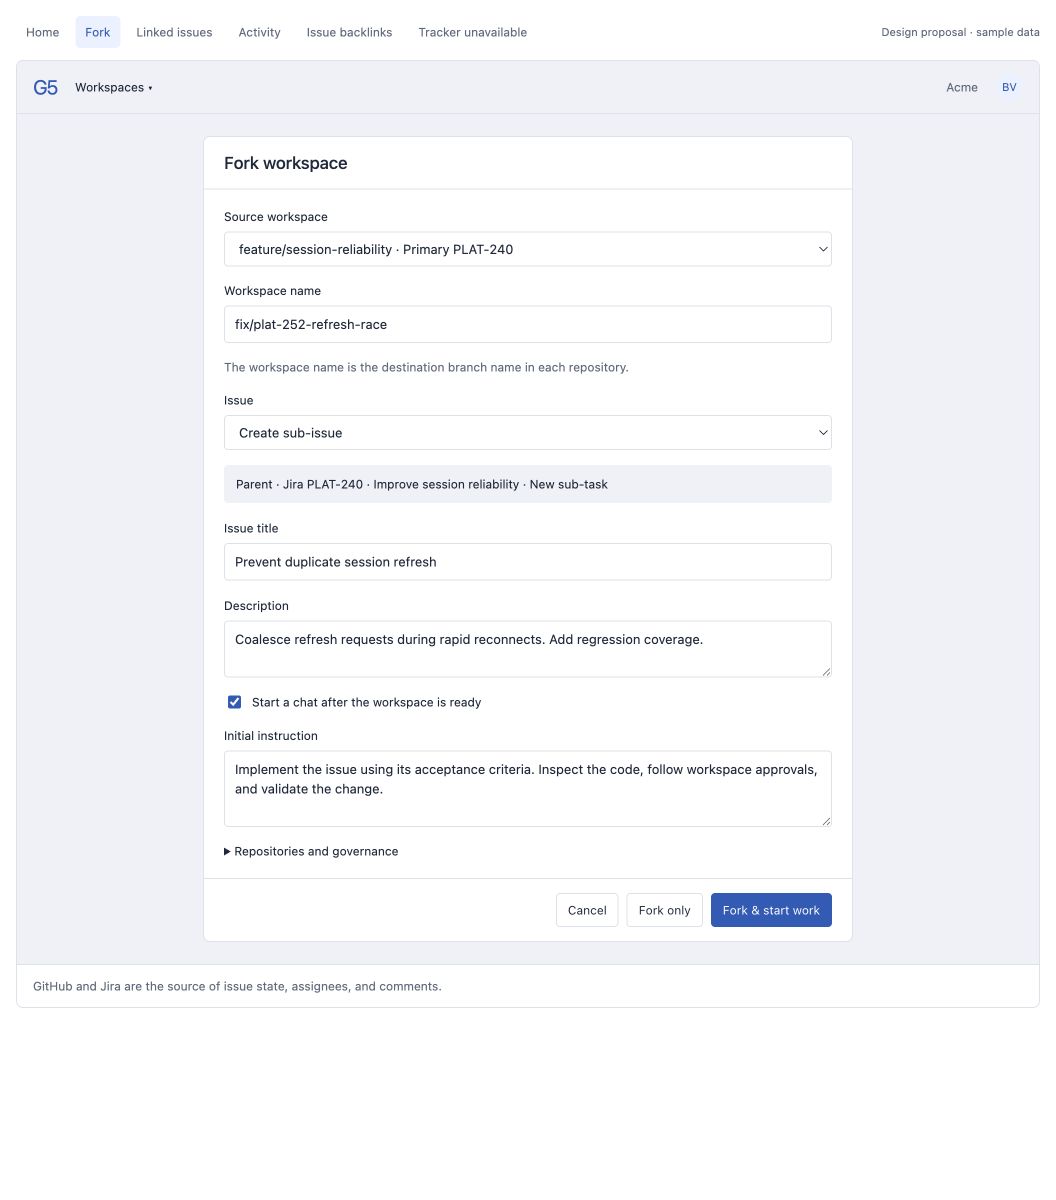 Home Fork Linked issues Activity Issue backlinks Tracker unavailable Design proposal · sample data
G5 Workspaces ▾ Acme BV
Fork workspace
Source workspace
feature/session-reliability · Primary PLAT-240
Workspace name
fix/plat-252-refresh-race
The workspace name is the destination branch name in each repository.
Issue
Create sub-issue
Parent · Jira PLAT-240 · Improve session reliability · New sub-task
Issue title
Prevent duplicate session refresh
Description
Coalesce refresh requests during rapid reconnects. Add regression coverage.
Start a chat after the workspace is ready
Initial instruction
Implement the issue using its acceptance criteria. Inspect the code, follow workspace approvals,
and validate the change.
Repositories and governance
Cancel Fork only Fork & start work
GitHub and Jira are the source of issue state, assignees, and comments.